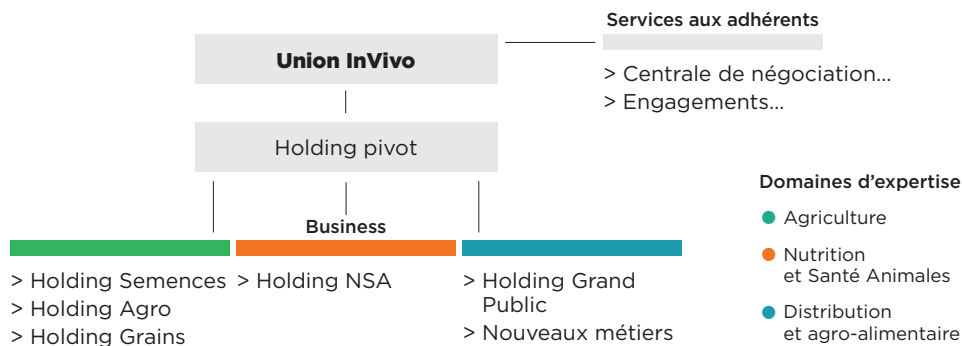 Services aux adhérents
Union InVivo
> Centrale de négociation...
> Engagements...
Holding pivot
Business
> Holding Semences
> Holding Agro
> Holding Grains
> Holding NSA
> Holding Grand
Public
> Nouveaux métiers
Domaines d'expertise
Agriculture
Nutrition
et Santé Animales
Distribution
et agro-alimentaire